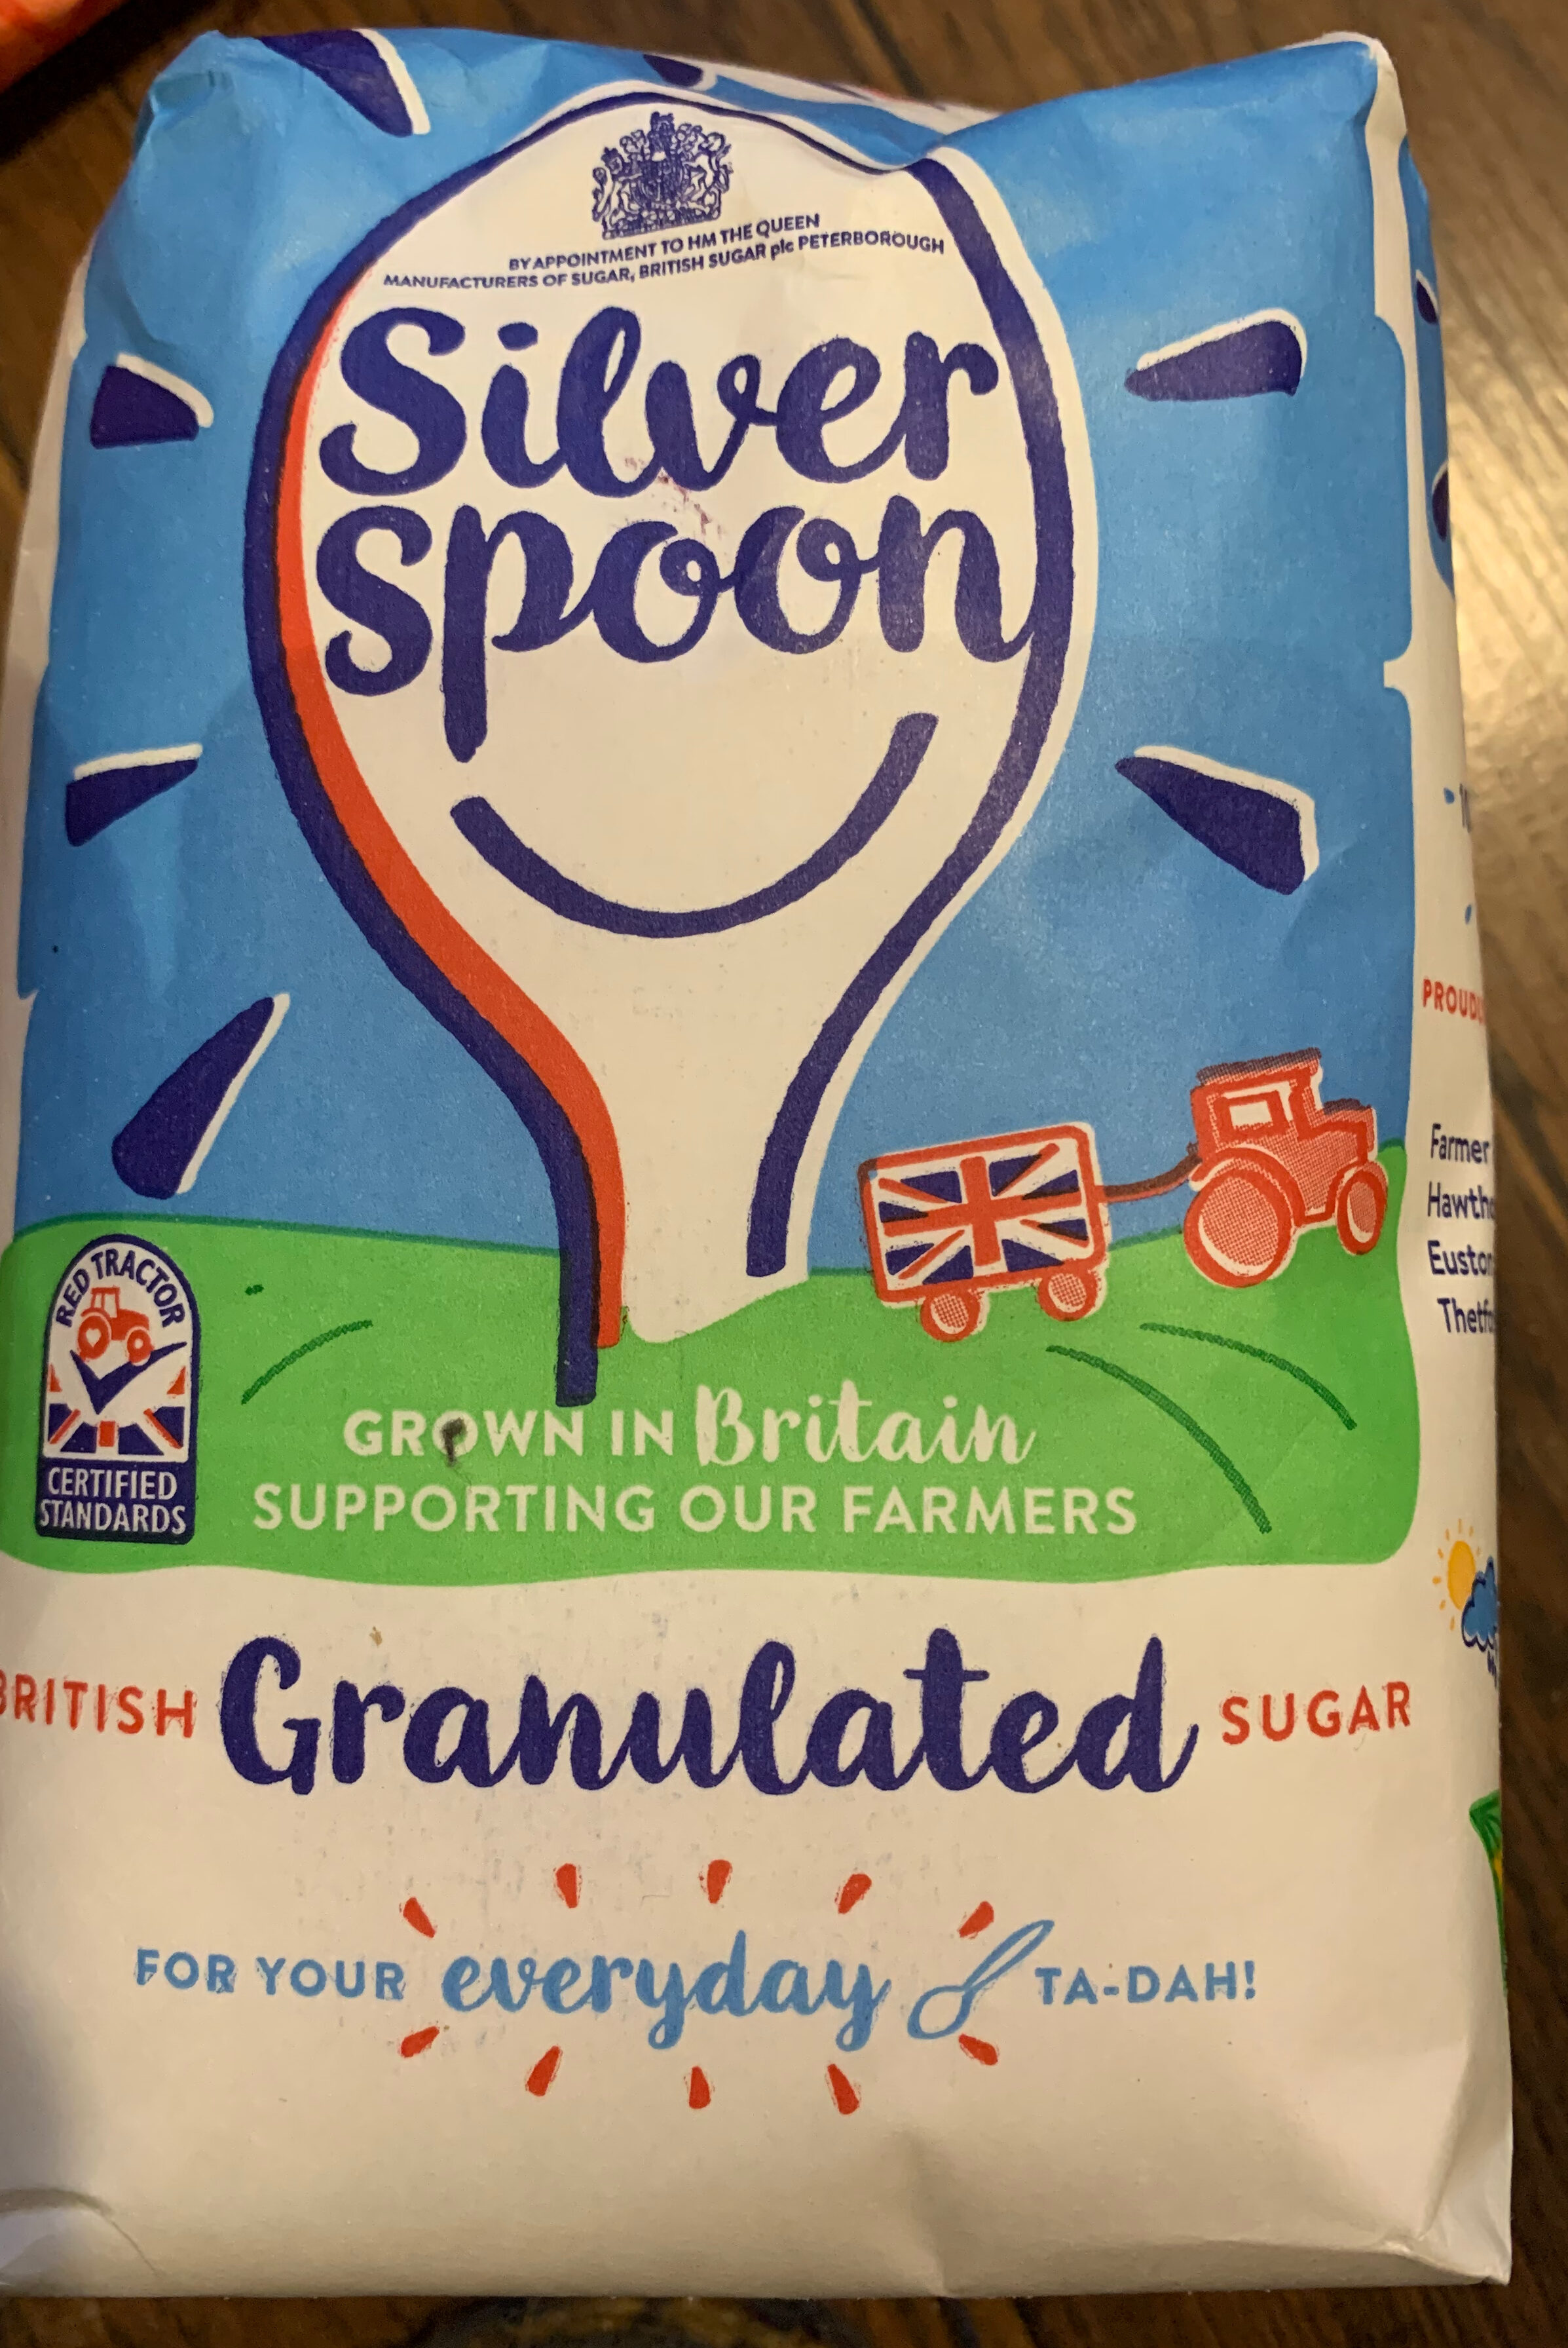 BY APPOINTMENT TO HM THE QUEEN
MANUFACTURERS OF SUGAR, BRITISH SUGAR plc PETERBOROUGH
Silver
Spoon
RED TRACTOR
CERTIFIED
STANDARDS
GROWN IN Britain
SUPPORTING OUR FARMERS
BRITISH Granulated SUGAR
FOR YOUR everyday TA-DAH!
Farmer